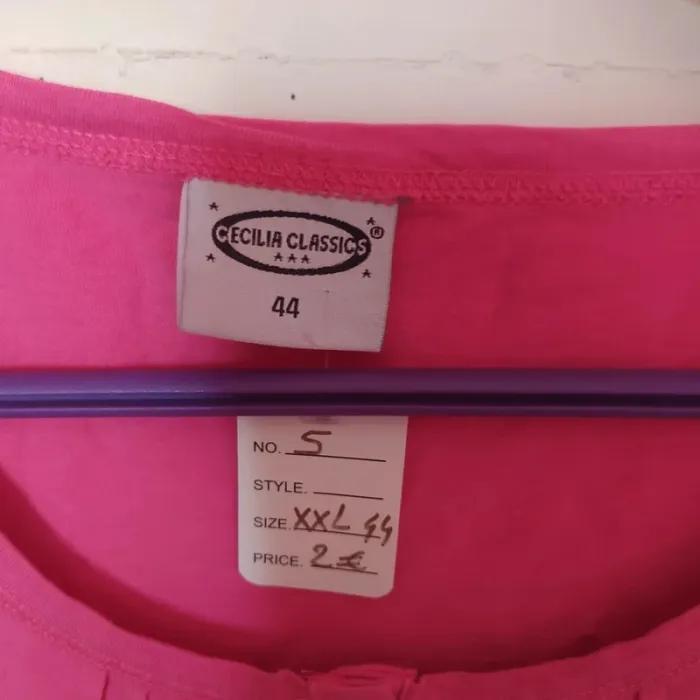 CECILIA CLASSICS®
44
NO. 5
STYLE.
SIZE. XXL 44
PRICE. 2 €